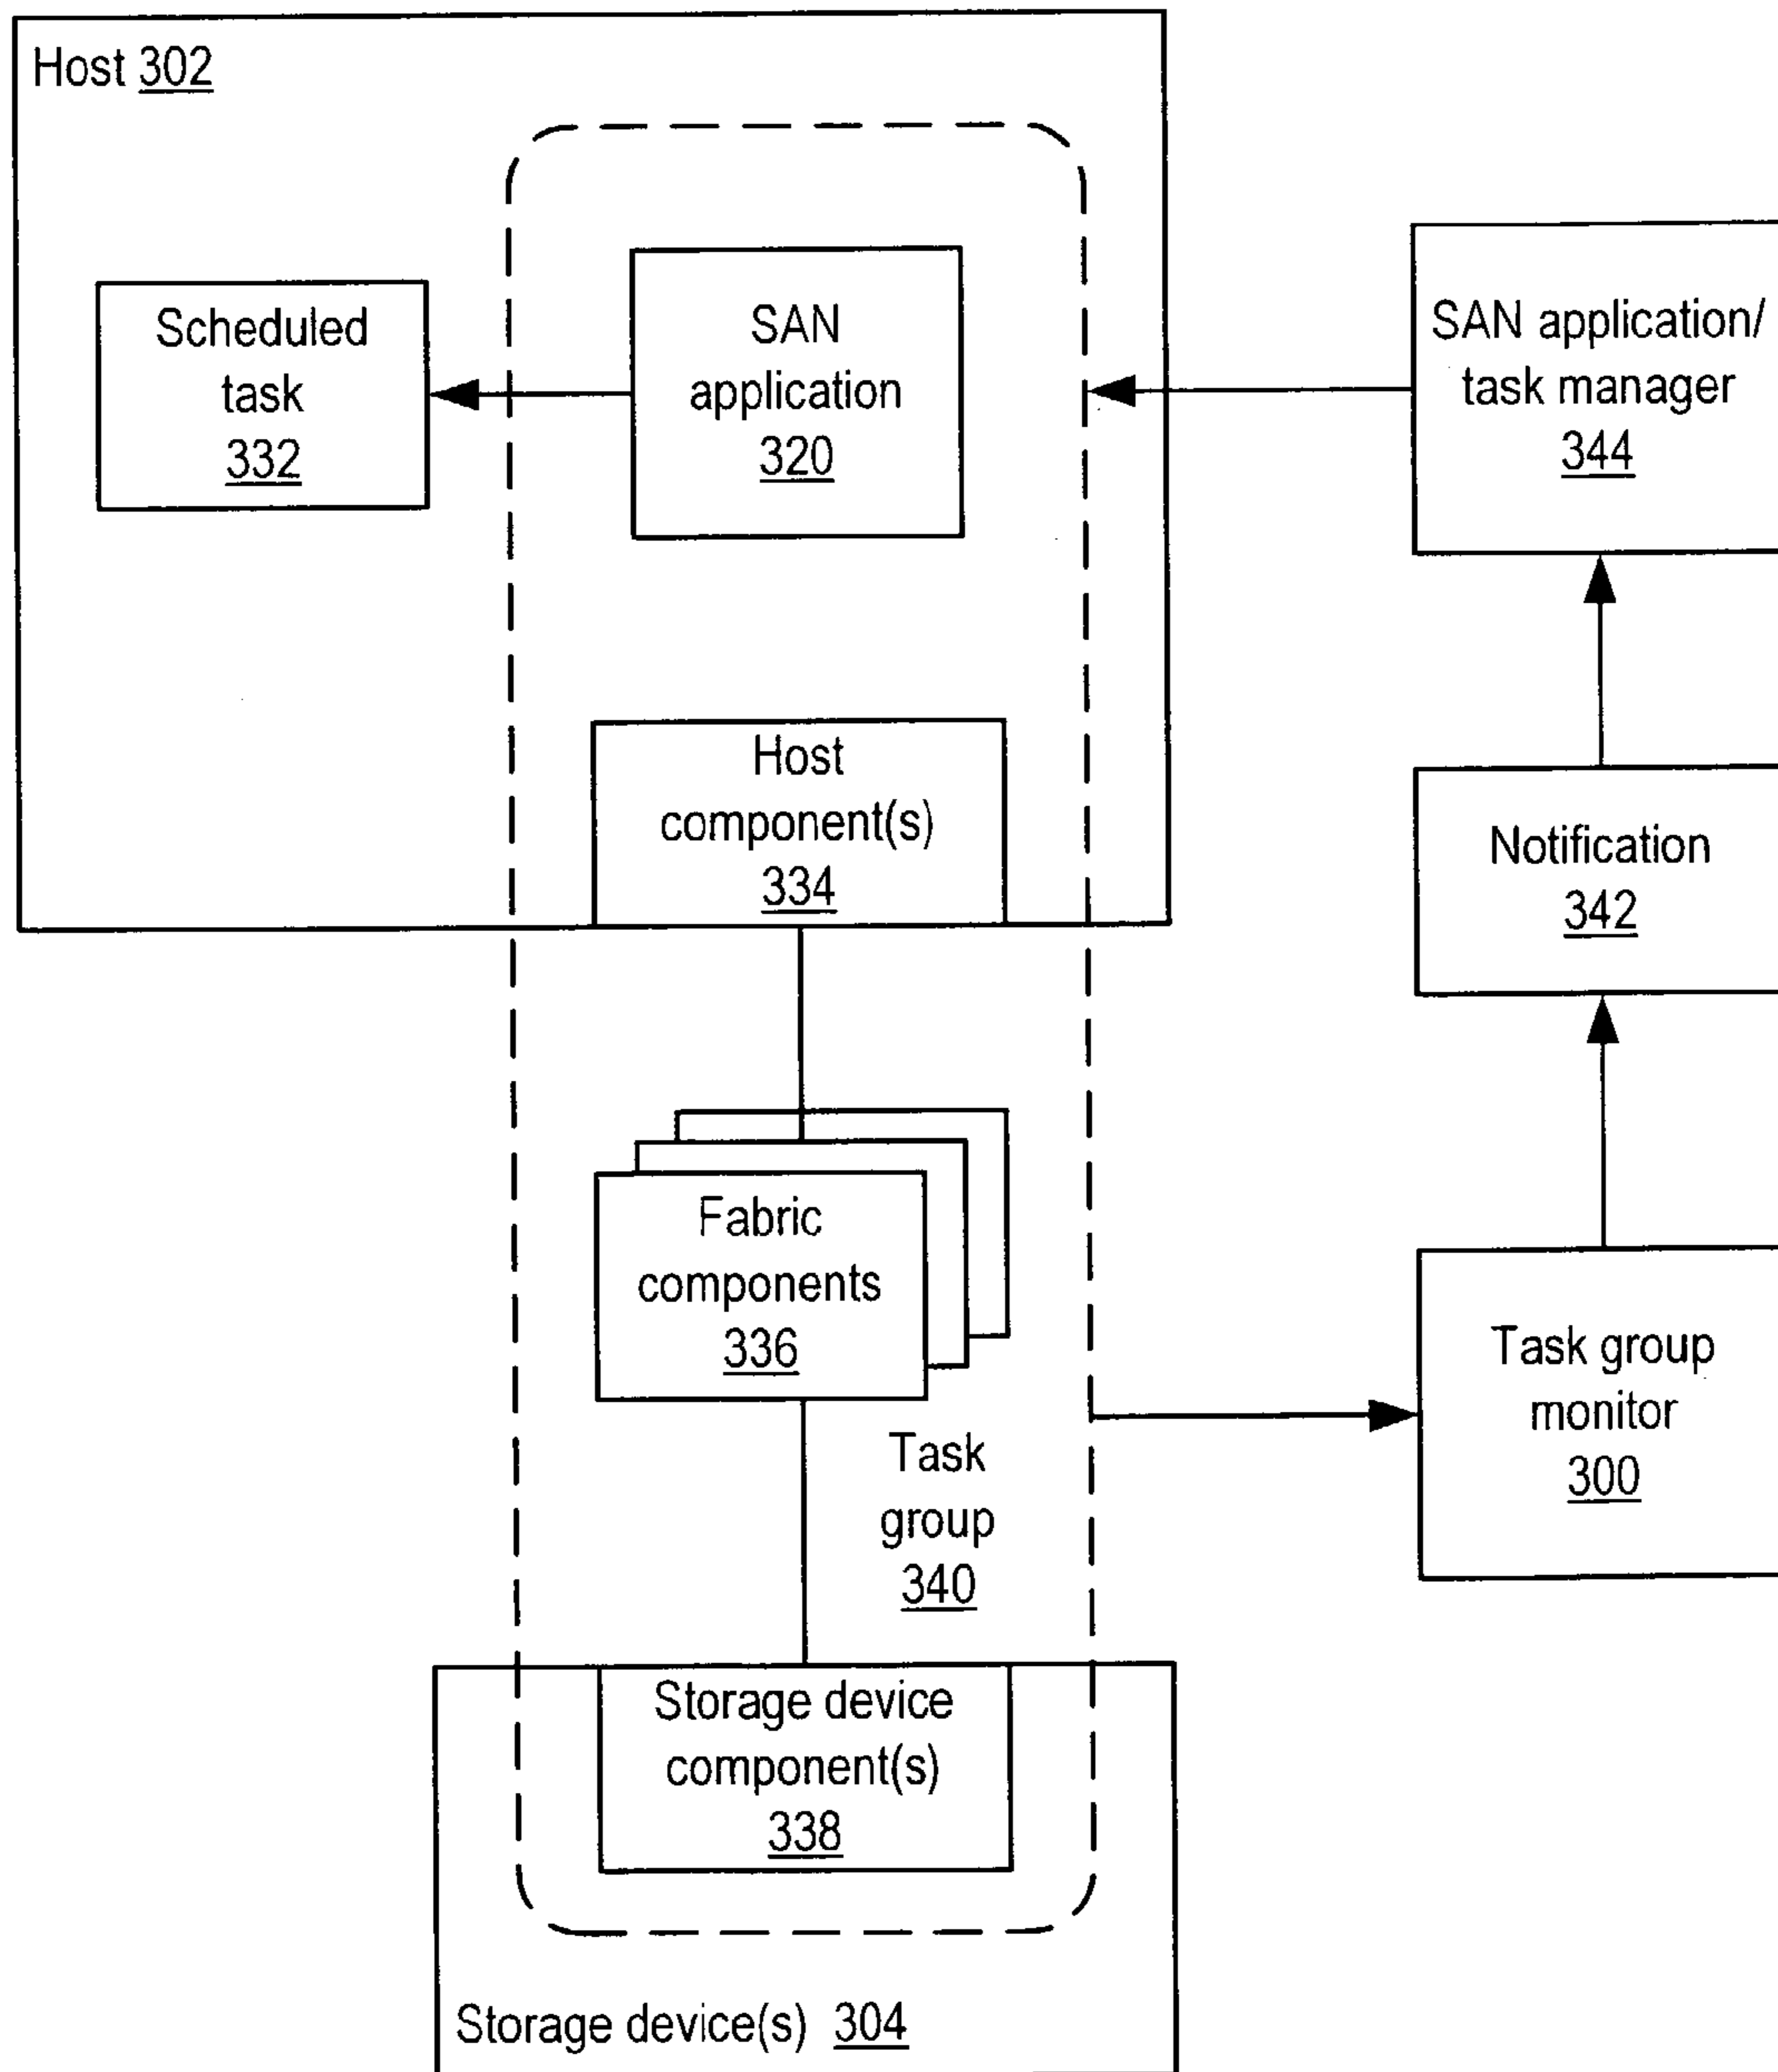 Host 302
Scheduled
task
332
SAN
application
320
SAN application/
task manager
344
Host
component(s)
334
Notification
342
Fabric
components
336
Task group
monitor
300
Task
group
340
Storage device
component(s)
338
Storage device(s) 304